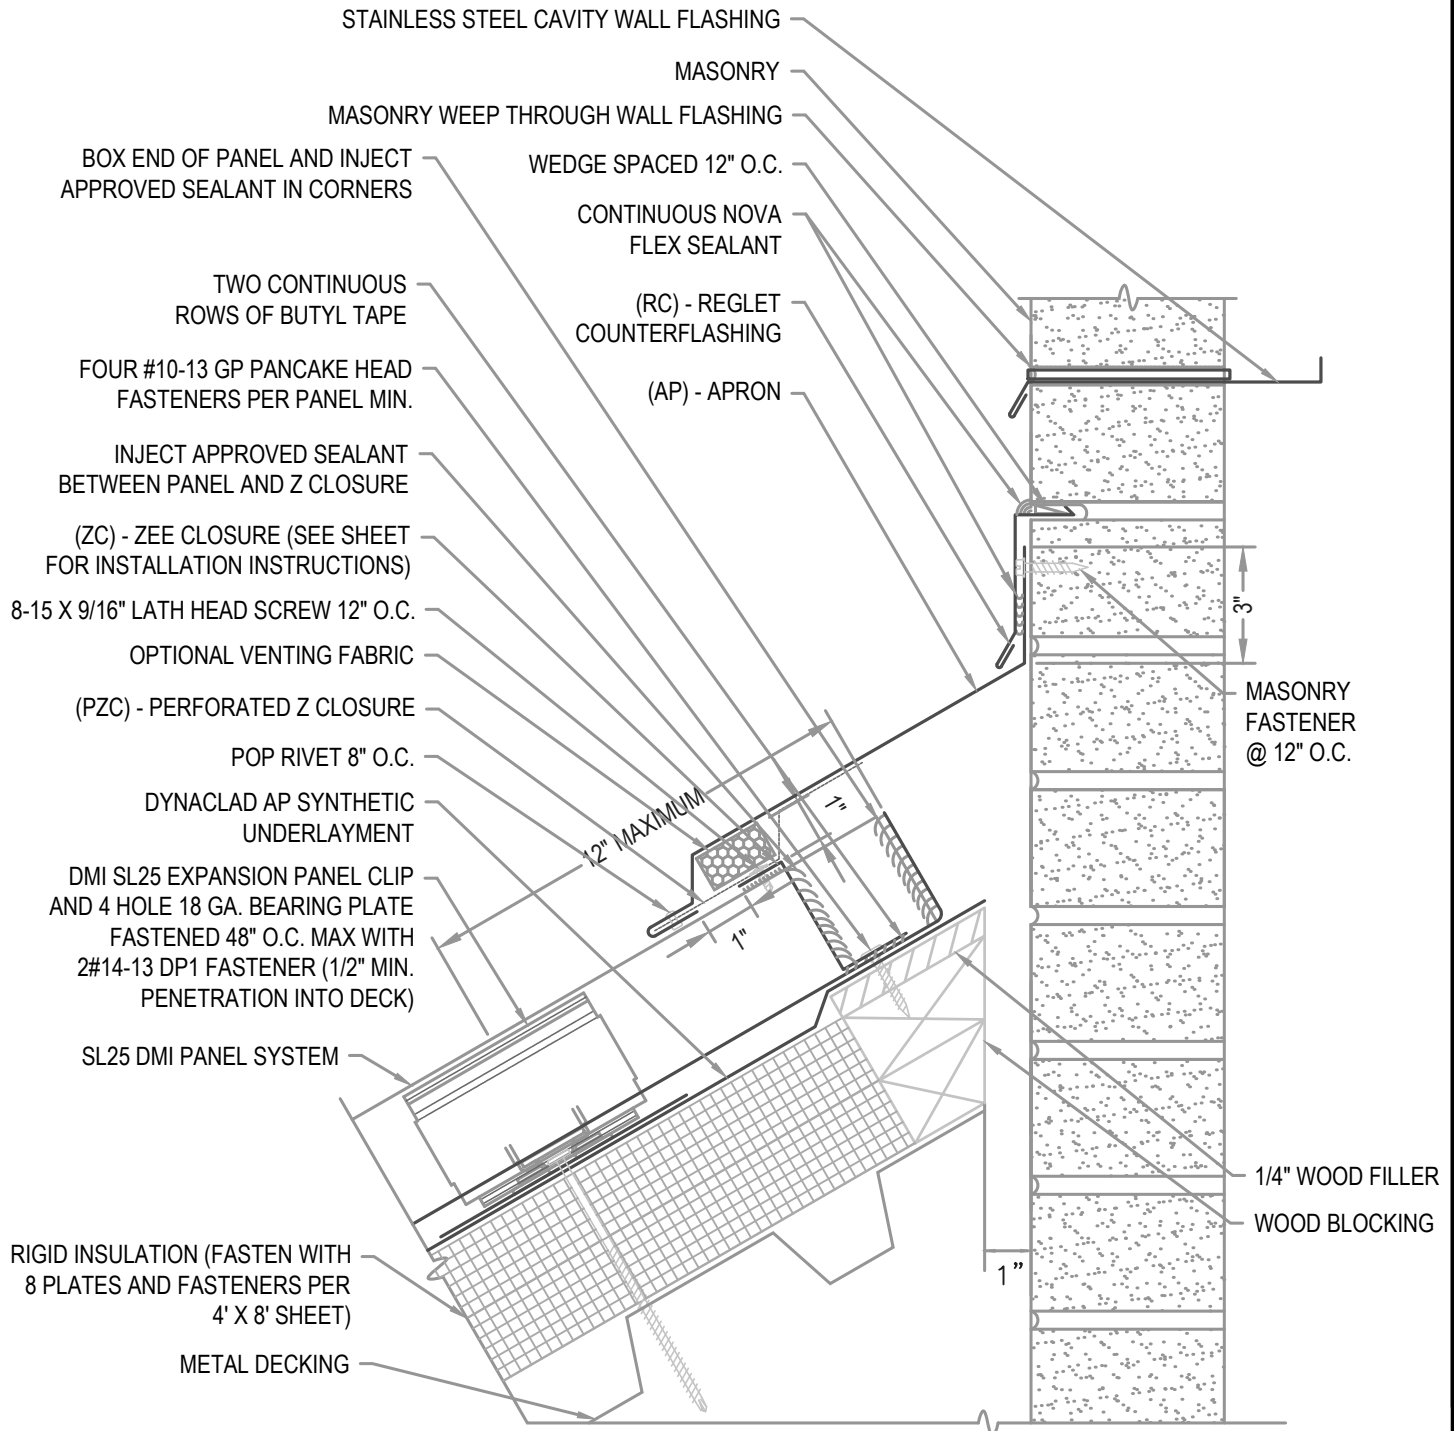 STAINLESS STEEL CAVITY WALL FLASHING
MASONRY
MASONRY WEEP THROUGH WALL FLASHING
BOX END OF PANEL AND INJECT
APPROVED SEALANT IN CORNERS
WEDGE SPACED 12" O.C.
CONTINUOUS NOVA
FLEX SEALANT
TWO CONTINUOUS
ROWS OF BUTYL TAPE
(RC) - REGLET
COUNTERFLASHING
FOUR #10-13 GP PANCAKE HEAD
FASTENERS PER PANEL MIN.
(AP) - APRON
INJECT APPROVED SEALANT
BETWEEN PANEL AND Z CLOSURE
(ZC) - ZEE CLOSURE (SEE SHEET
FOR INSTALLATION INSTRUCTIONS)
8-15 X 9/16" LATH HEAD SCREW 12" O.C.
3"
OPTIONAL VENTING FABRIC
(PZC) - PERFORATED Z CLOSURE
MASONRY
FASTENER
@ 12" O.C.
POP RIVET 8" O.C.
DYNACLAD AP SYNTHETIC
UNDERLAYMENT
12" MAXIMUM
1"
DMI SL25 EXPANSION PANEL CLIP
AND 4 HOLE 18 GA. BEARING PLATE
FASTENED 48" O.C. MAX WITH
2#14-13 DP1 FASTENER (1/2" MIN.
PENETRATION INTO DECK)
1"
SL25 DMI PANEL SYSTEM
1/4" WOOD FILLER
WOOD BLOCKING
RIGID INSULATION (FASTEN WITH
8 PLATES AND FASTENERS PER
4' X 8' SHEET)
1"
METAL DECKING